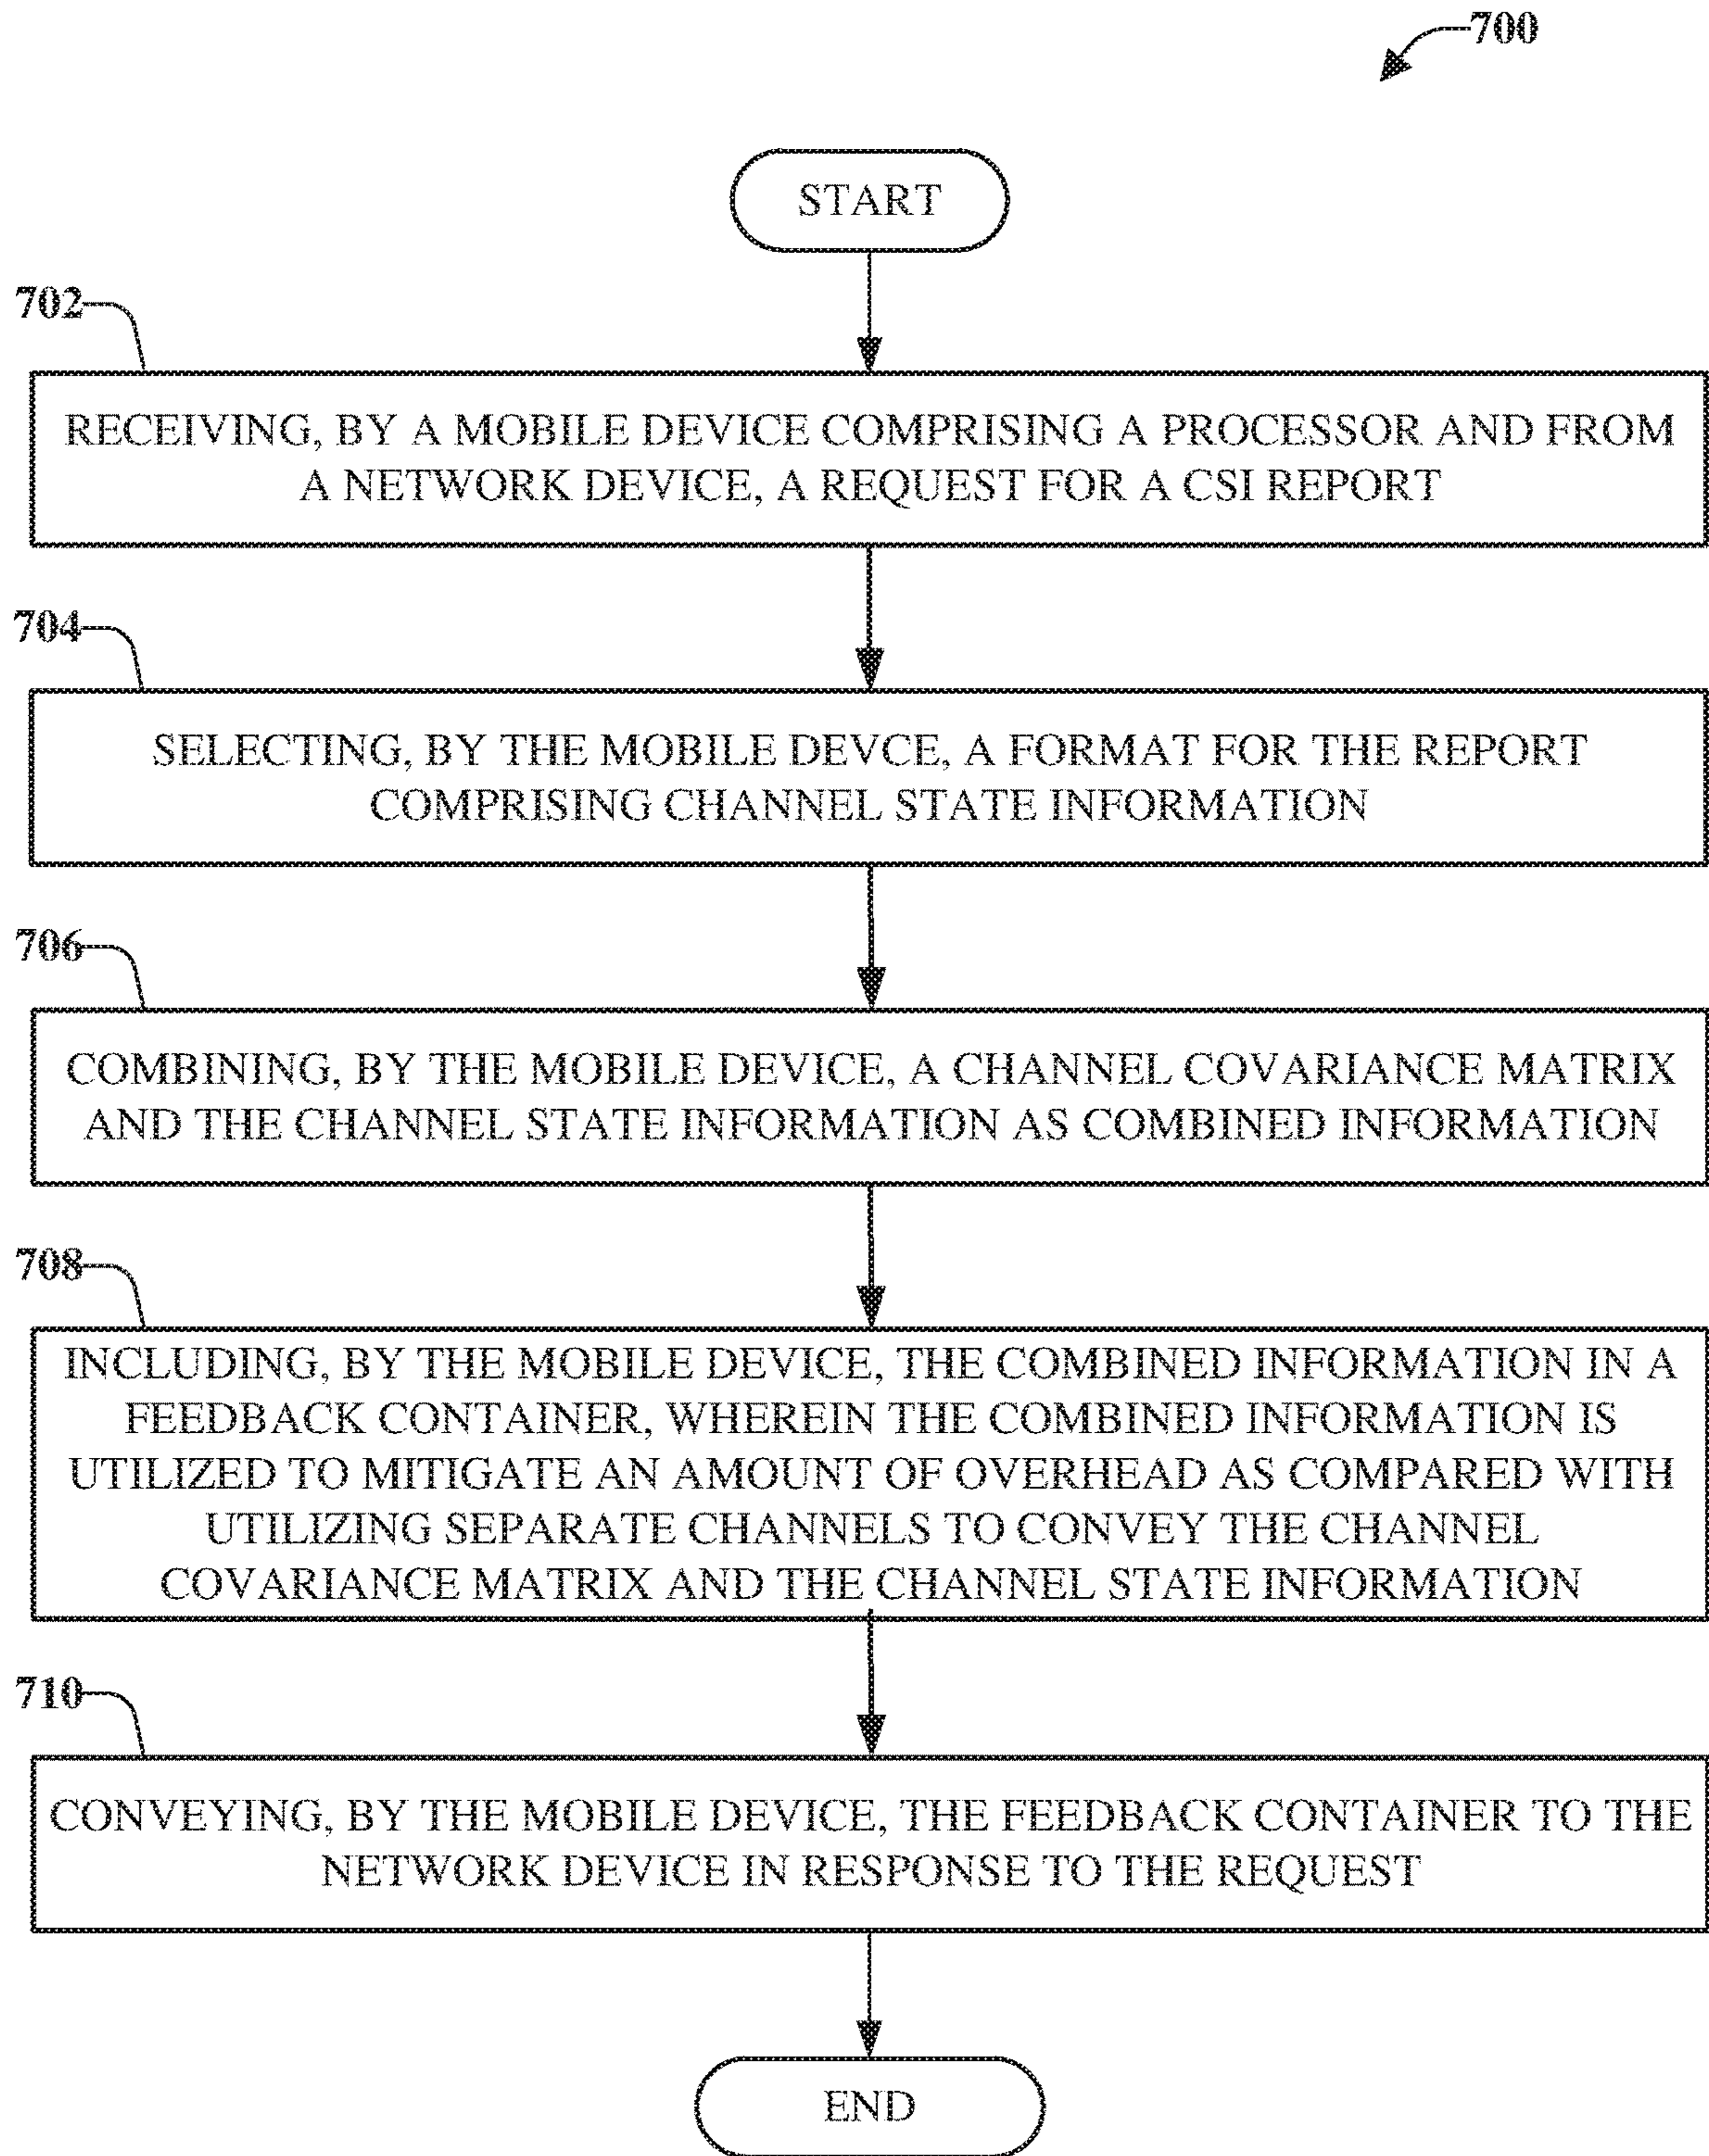 700
START
702
RECEIVING, BY A MOBILE DEVICE COMPRISING A PROCESSOR AND FROM
A NETWORK DEVICE, A REQUEST FOR A CSI REPORT
704
SELECTING, BY THE MOBILE DEVCE, A FORMAT FOR THE REPORT
COMPRISING CHANNEL STATE INFORMATION
706
COMBINING, BY THE MOBILE DEVICE, A CHANNEL COVARIANCE MATRIX
AND THE CHANNEL STATE INFORMATION AS COMBINED INFORMATION
708
INCLUDING, BY THE MOBILE DEVICE, THE COMBINED INFORMATION IN A
FEEDBACK CONTAINER, WHEREIN THE COMBINED INFORMATION IS
UTILIZED TO MITIGATE AN AMOUNT OF OVERHEAD AS COMPARED WITH
UTILIZING SEPARATE CHANNELS TO CONVEY THE CHANNEL
COVARIANCE MATRIX AND THE CHANNEL STATE INFORMATION
710
CONVEYING, BY THE MOBILE DEVICE, THE FEEDBACK CONTAINER TO THE
NETWORK DEVICE IN RESPONSE TO THE REQUEST
END